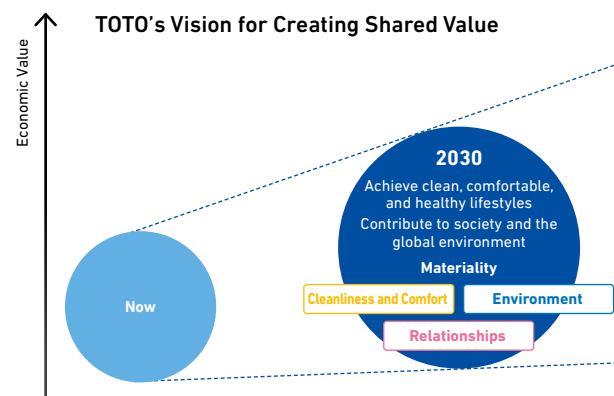 TOTO's Vision for Creating Shared Value
Economic Value
Now
2030
Achieve clean, comfortable,
and healthy lifestyles
Contribute to society and the
global environment
Materiality
Cleanliness and Comfort
Environment
Relationships